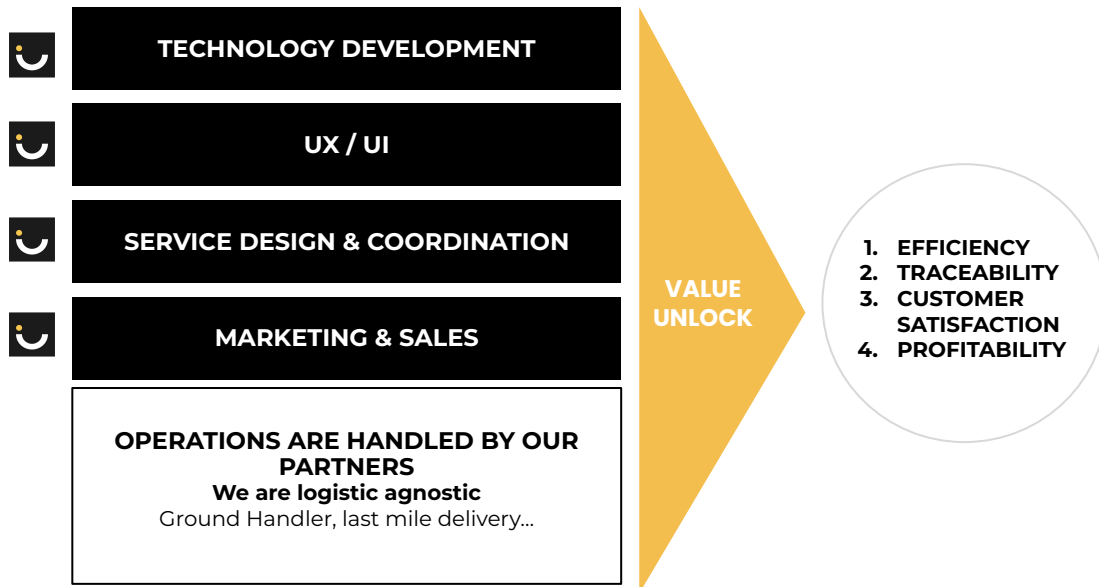 TECHNOLOGY DEVELOPMENT
UX / UI
SERVICE DESIGN & COORDINATION
MARKETING & SALES
OPERATIONS ARE HANDLED BY OUR
PARTNERS
We are logistic agnostic
Ground Handler, last mile delivery...
VALUE
UNLOCK
1. EFFICIENCY
2. TRACEABILITY
3. CUSTOMER
SATISFACTION
4. PROFITABILITY